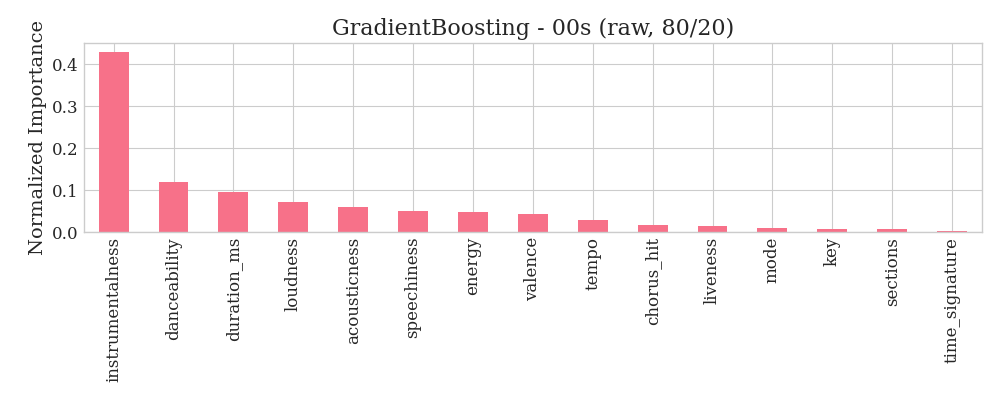 GradientBoosting - 00s (raw, 80/20)
Normalized Importance
0.4
0.3
0.2
0.1
0.0
instrumentalness
danceability
duration_ms
loudness
acousticness
speechiness
energy
valence
tempo
chorus_hit
liveness
mode
key
sections
time_signature